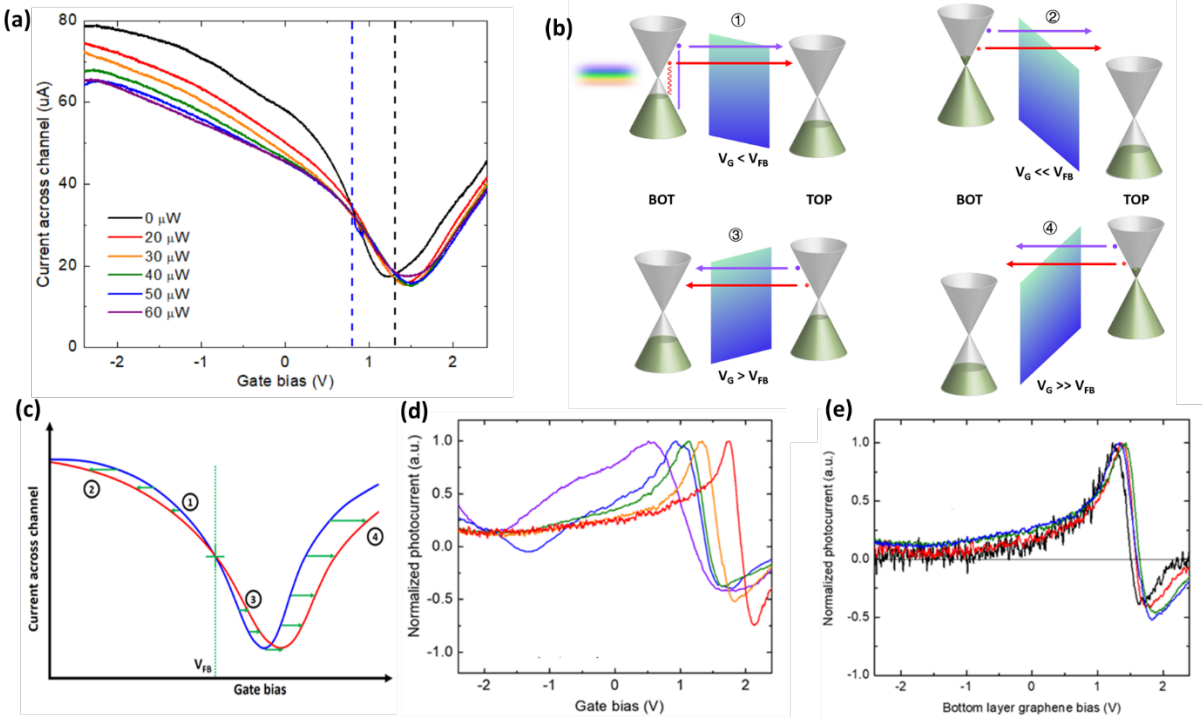 (a)
80
60
40
20
0
Current across channel (µA)
0 µW
20 µW
30 µW
40 µW
50 µW
60 µW
-2
-1
0
1
2
Gate bias (V)
(b)
①
②
V_G < V_FB
V_G << V_FB
BOT
TOP
BOT
TOP
③
④
V_G > V_FB
V_G >> V_FB
(c)
Current across channel
①
②
③
④
V_FB
Gate bias
(d)
Normalized photocurrent (a.u.)
1.0
0.5
0.0
-0.5
-1.0
-2
-1
0
1
2
Gate bias (V)
(e)
Normalized photocurrent (a.u.)
1.0
0.5
0.0
-0.5
-1.0
-2
-1
0
1
2
Bottom layer graphene bias (V)